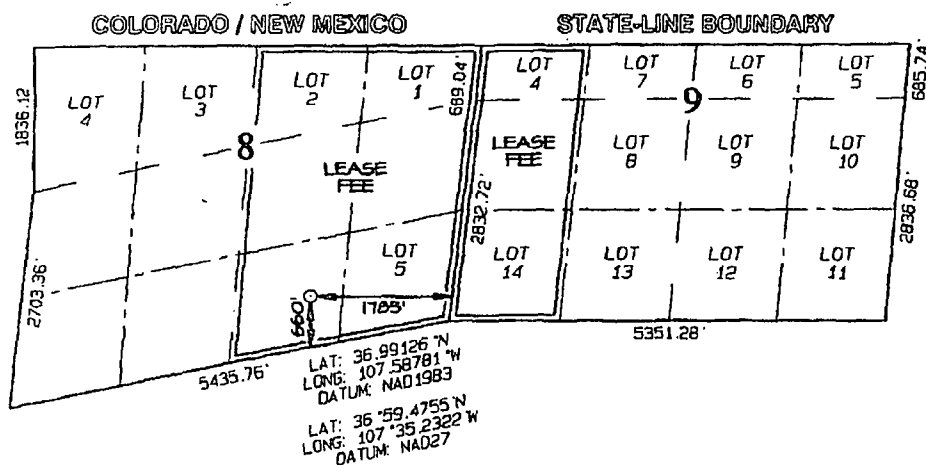 COLORADO / NEW MEXICO
STATE-LINE BOUNDARY
1836.12
LOT
4
LOT
3
LOT
2
LOT
1
689.04'
LOT
4
LOT
7
LOT
6
LOT
5
685.74'
8
9
LEASE
FEE
LEASE
FEE
LOT
8
LOT
9
LOT
10
2703.36'
2832.72'
2836.68'
LOT
5
LOT
14
LOT
13
LOT
12
LOT
11
1785'
660'
5435.76'
5351.28'
LAT: 36.99126 °N
LONG: 107.58781 °W
DATUM: NAD1983
LAT: 36 °59.4755'N
LONG: 107 °35.2322'W
DATUM: NAD27